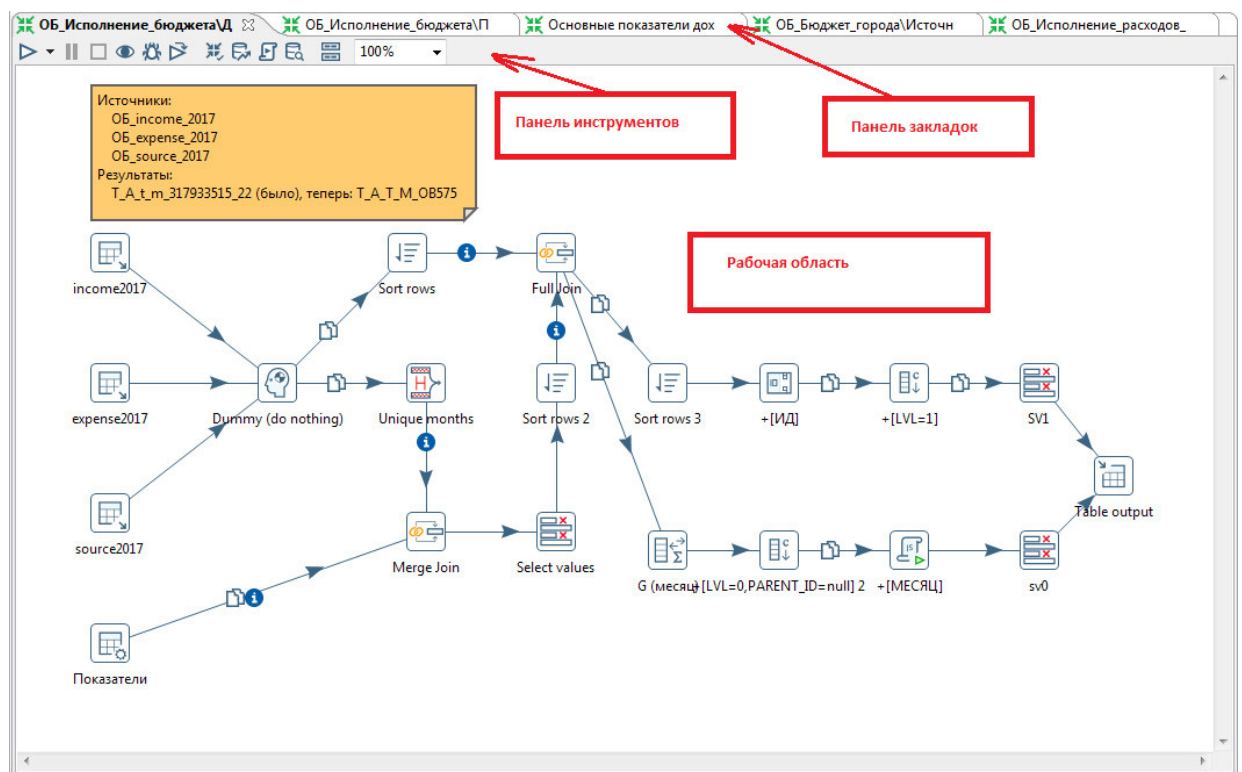 ОБ_Исполнение_бюджета\Д
ОБ_Исполнение_бюджета\П
Основные показатели дох
ОБ_Бюджет_города\Источн
ОБ_Исполнение_расходов_
100%
Источники:
ОБ_income_2017
ОБ_expense_2017
ОБ_source_2017
Результаты:
T_A_t_m_317933515_22 (было), теперь: T_A_T_M_OB575
Панель инструментов
Панель закладок
Рабочая область
income2017
Sort rows
Full Join
expense2017
Dummy (do nothing)
Unique months
Sort rows 2
Sort rows 3
+[ИД]
+[LVL=1]
SV1
Table output
source2017
Merge Join
Select values
G (месяц)
+[LVL=0,PARENT_ID=null] 2
+[МЕСЯЦ]
sv0
Показатели